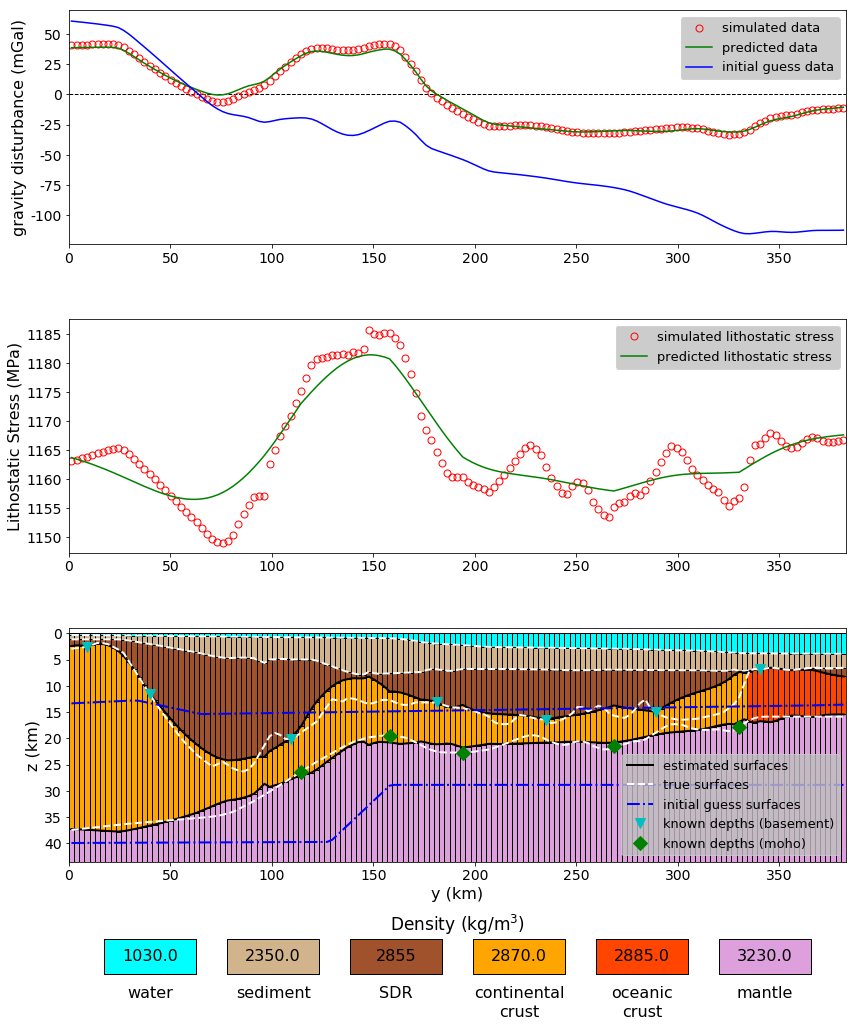 gravity disturbance (mGal)
50
25
0
-25
-50
-75
-100
simulated data
predicted data
initial guess data
0 50 100 150 200 250 300 350
Lithostatic Stress (MPa)
1185
1180
1175
1170
1165
1160
1155
1150
simulated lithostatic stress
predicted lithostatic stress
0 50 100 150 200 250 300 350
z (km)
0
5
10
15
20
25
30
35
40
estimated surfaces
true surfaces
initial guess surfaces
known depths (basement)
known depths (moho)
0 50 100 150 200 250 300 350
y (km)
Density (kg/m³)
1030.0 2350.0 2855 2870.0 2885.0 3230.0
water sediment SDR continental oceanic mantle
crust crust